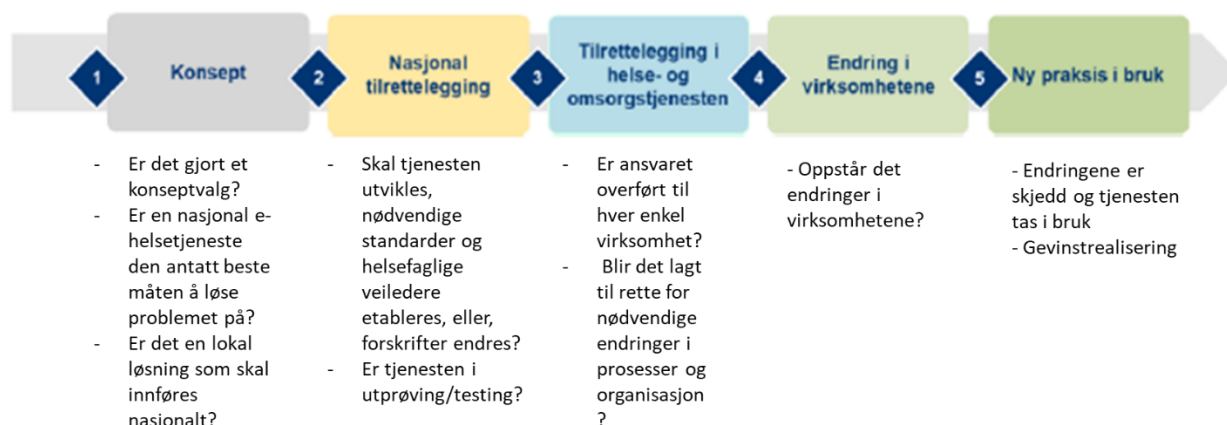 1
Konsept
2
Nasjonal
tilrettelegging
3
Tilrettelegging i
helse- og
omsorgstjenesten
4
Endring i
virksomhetene
5
Ny praksis i bruk
- Er det gjort et
konseptvalg?
- Er en nasjonal e-
helsetjeneste
den antatt beste
måten å løse
problemet på?
- Er det en lokal
løsning som skal
innføres
nasjonalt?
- Skal tjenesten
utvikles,
nødvendige
standarder og
helsefaglige
veiledere
etableres, eller,
forskrifter endres?
- Er tjenesten i
utprøving/testing?
- Er ansvaret
overført til
hver enkel
virksomhet?
- Blir det lagt
til rette for
nødvendige
endringer i
prosesser og
organisasjon
?
- Oppstår det
endringer i
virksomhetene?
- Endringene er
skjedd og tjenesten
tas i bruk
- Gevinstrealisering